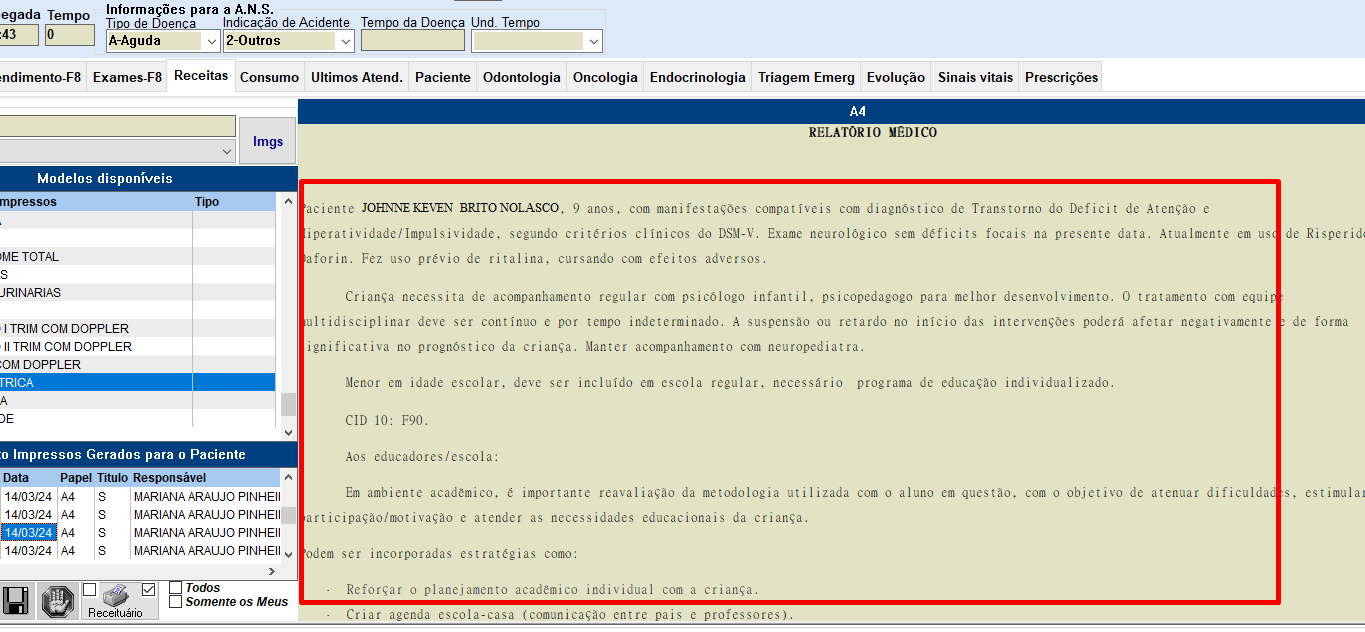 Informações para a A.N.S.
Tempo
Tipo de Doença
Indicação de Acidente
Tempo da Doença
Und. Tempo
:43
0
A-Aguda
2-Outros
endimento-F8
Exames-F8
Receitas
Consumo
Ultimos Atend.
Paciente
Odontologia
Oncologia
Endocrinologia
Triagem Emerg
Evolução
Sinais vitais
Prescrições
Imgs
Modelos disponíveis
mpressos
Tipo
A
OME TOTAL
S
URINARIAS
I TRIM COM DOPPLER
II TRIM COM DOPPLER
COM DOPPLER
TRICA
A
DE
to Impressos Gerados para o Paciente
Data Papel Titulo Responsável
14/03/24 A4 S MARIANA ARAUJO PINHEI
14/03/24 A4 S MARIANA ARAUJO PINHEI
14/03/24 A4 S MARIANA ARAUJO PINHEI
14/03/24 A4 S MARIANA ARAUJO PINHEI
Receituário
Todos
Somente os Meus
A4
RELATÓRIO MÉDICO
Paciente JOHNNE KEVEN BRITO NOLASCO, 9 anos, com manifestações compatíveis com diagnóstico de Transtorno do Deficit de Atenção e
Hiperatividade/Impulsividade, segundo critérios clínicos do DSM-V. Exame neurológico sem déficits focais na presente data. Atualmente em uso de Risperido
Daforin. Fez uso prévio de ritalina, cursando com efeitos adversos.
Criança necessita de acompanhamento regular com psicólogo infantil, psicopedagogo para melhor desenvolvimento. O tratamento com equipe
multidisciplinar deve ser contínuo e por tempo indeterminado. A suspensão ou retardo no início das intervenções poderá afetar negativamente e de forma
significativa no prognóstico da criança. Manter acompanhamento com neuropediatra.
Menor em idade escolar, deve ser incluído em escola regular, necessário programa de educação individualizado.
CID 10: F90.
Aos educadores/escola:
Em ambiente acadêmico, é importante reavaliação da metodologia utilizada com o aluno em questão, com o objetivo de atenuar dificuldades, estimular
participação/motivação e atender as necessidades educacionais da criança.
Podem ser incorporadas estratégias como:
· Reforçar o planejamento acadêmico individual com a criança.
· Criar agenda escola-casa (comunicação entre pais e professores).